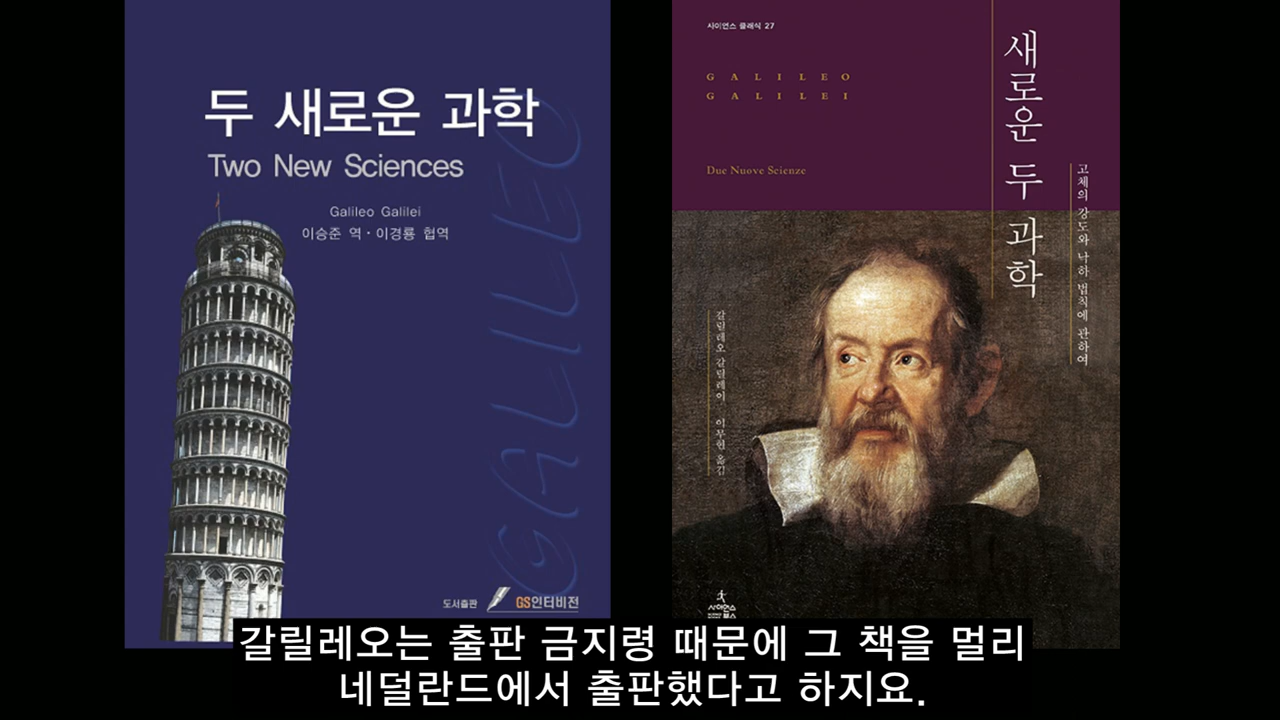 두 새로운 과학
Two New Sciences
Galileo Galilei
이승준 역 · 이경룡 협역
GALILEO
도서출판 GS인터비전
사이언스 클래식 27
GALILEO
GALILEI
Due Nuove Scienze
새로운 두 과학
고체의 강도와 낙하 법칙에 관하여
갈릴레오 갈릴레이 이무현 옮김
사이언스
북스
갈릴레오는 출판 금지령 때문에 그 책을 멀리
네덜란드에서 출판했다고 하지요.